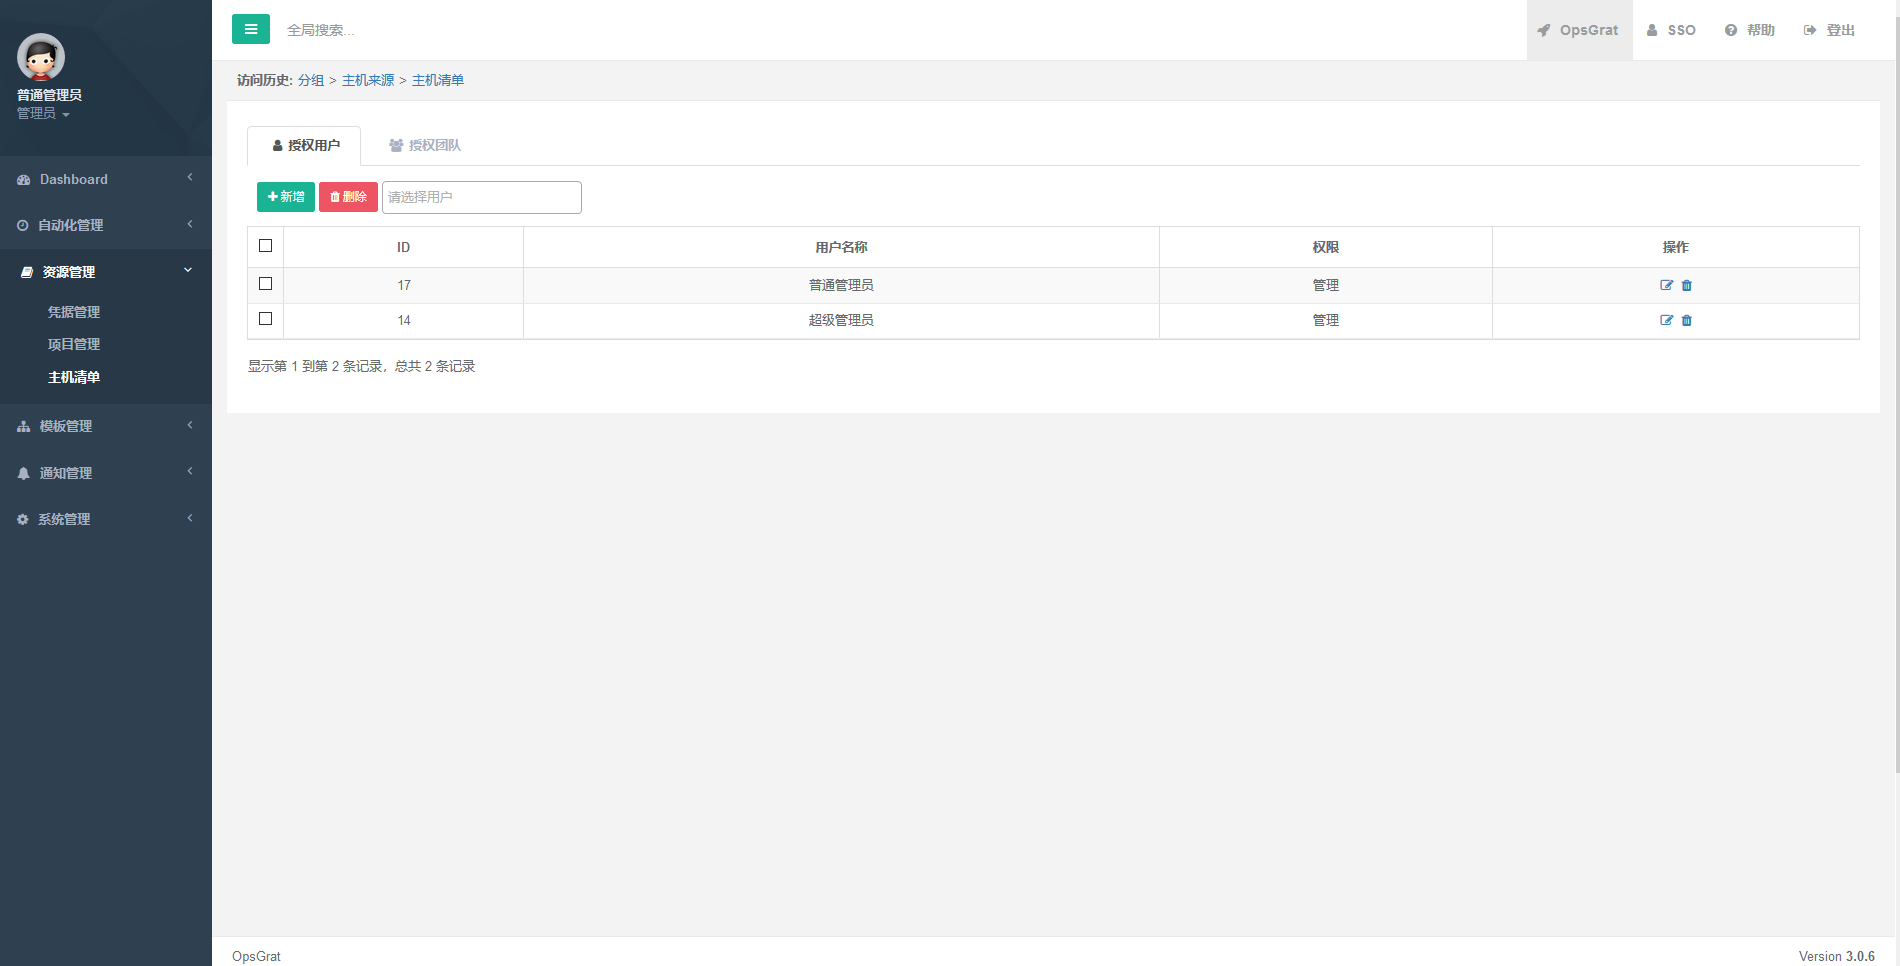 普通管理员
管理员
Dashboard
自动化管理
资源管理
凭据管理
项目管理
主机清单
模板管理
通知管理
系统管理
全局搜索...
OpsGrat
SSO
帮助
登出
访问历史: 分组 > 主机来源 > 主机清单
授权用户
授权团队
新增
删除
请选择用户
ID 用户名称 权限 操作
17 普通管理员 管理
14 超级管理员 管理
显示第 1 到第 2 条记录，总共 2 条记录
OpsGrat
Version 3.0.6